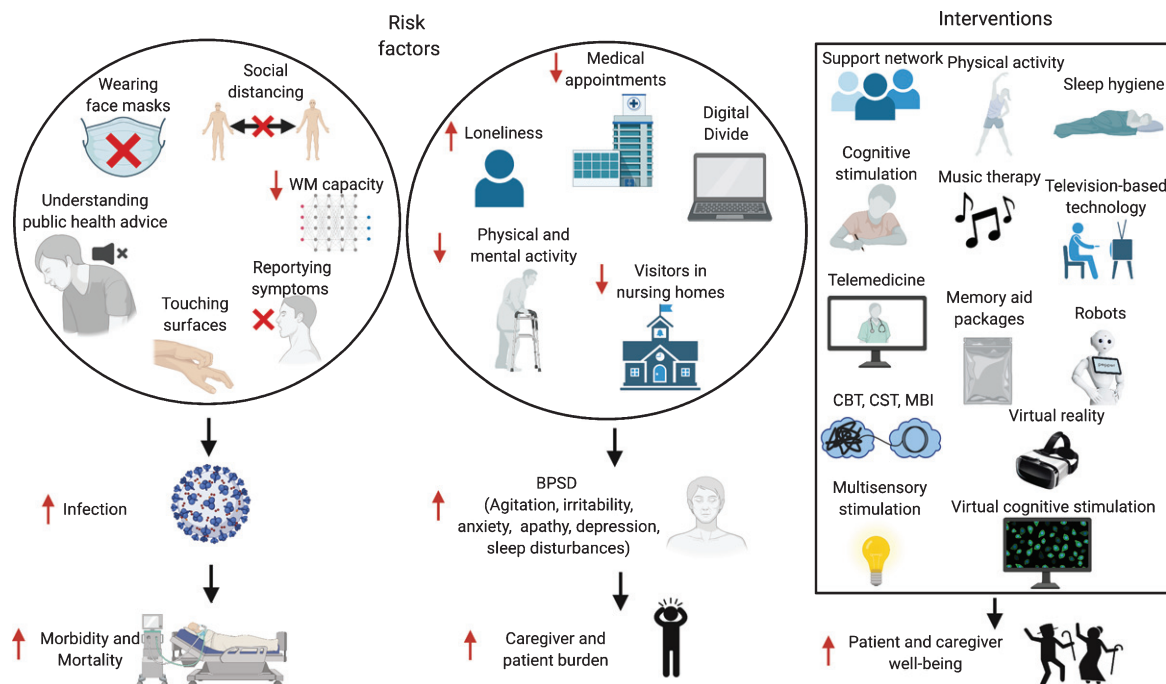 Risk
factors
Wearing
face masks
Social
distancing
WM capacity
Understanding
public health advice
Reportying
symptoms
Touching
surfaces
Infection
Morbidity and
Mortality
Medical
appointments
Loneliness
Digital
Divide
Physical and
mental activity
Visitors in
nursing homes
BPSD
(Agitation, irritability,
anxiety, apathy, depression,
sleep disturbances)
Caregiver and
patient burden
Interventions
Support network
Physical activity
Sleep hygiene
Cognitive
stimulation
Music therapy
Television-based
technology
Telemedicine
Memory aid
packages
Robots
pepper
CBT, CST, MBI
Virtual reality
Multisensory
stimulation
Virtual cognitive stimulation
Patient and caregiver
well-being